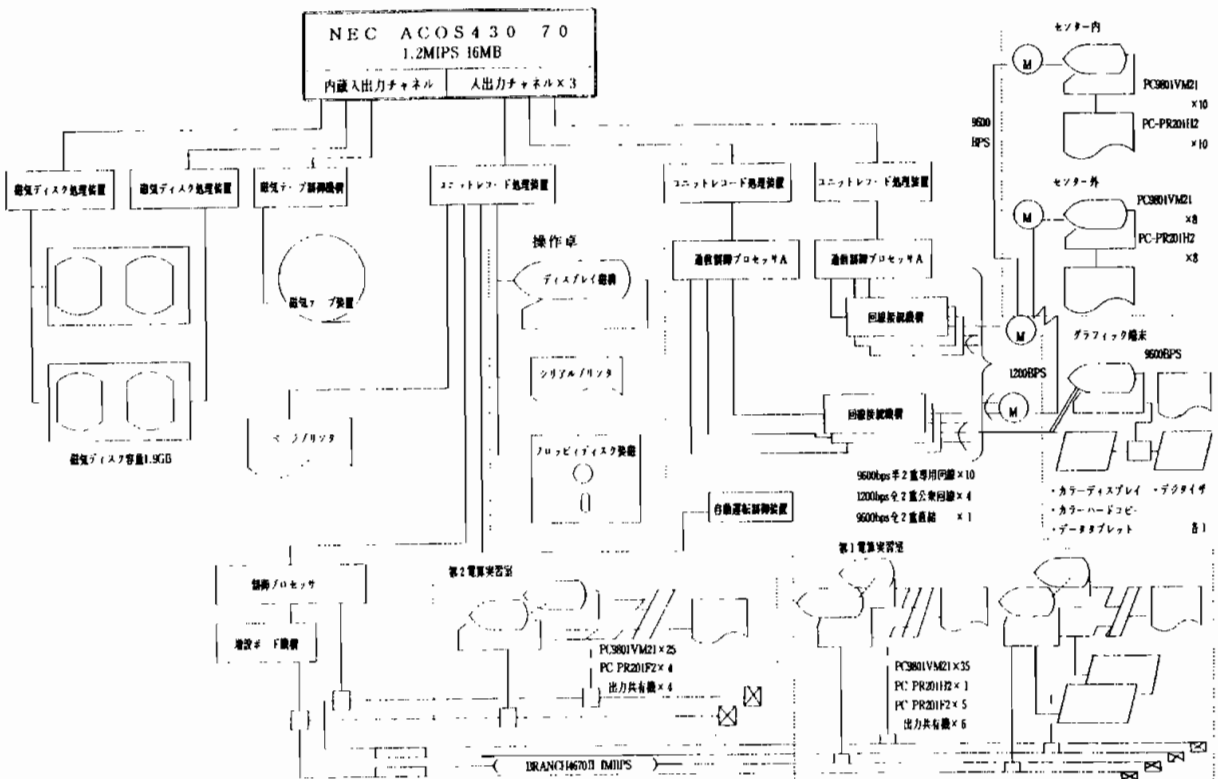 NEC ACOS430 70
1.2MIPS 16MB
内蔵入出力チャネル
入出力チャネル×3
磁気ディスク処理装置
磁気ディスク処理装置
磁気テープ制御機構
ユニットレコード処理装置
ユニットレコード処理装置
ユニットレコード処理装置
磁気テープ装置
磁気ディスク容量1.9GB
ページプリンタ
操作卓
ディスプレイ機構
シリアルプリンタ
フロッピィディスク装置
通信制御プロセッサA
通信制御プロセッサA
回線接続機構
回線接続機構
自動運転制御装置
9600bps半2重専用回線×10
1200bps全2重公衆回線×4
9600bps全2重直結 ×1
センター内
M
PC9801VM21
×10
PC-PR201H2
×10
9600
BPS
センター外
M
PC9801VM21
×8
PC-PR201H2
×8
M
1200BPS
M
グラフィック端末
9600BPS
・カラーディスプレイ ・デジタイザ
・カラーハードコピー
・データタブレット 各1
制御プロセッサ
増設ボード機構
第2電算実習室
PC9801VM21×25
PC PR201F2×4
出力共有機×4
第1電算実習室
PC9801VM21×35
PC PR201H2×1
PC PR201F2×5
出力共有機×6
BRANCH4670